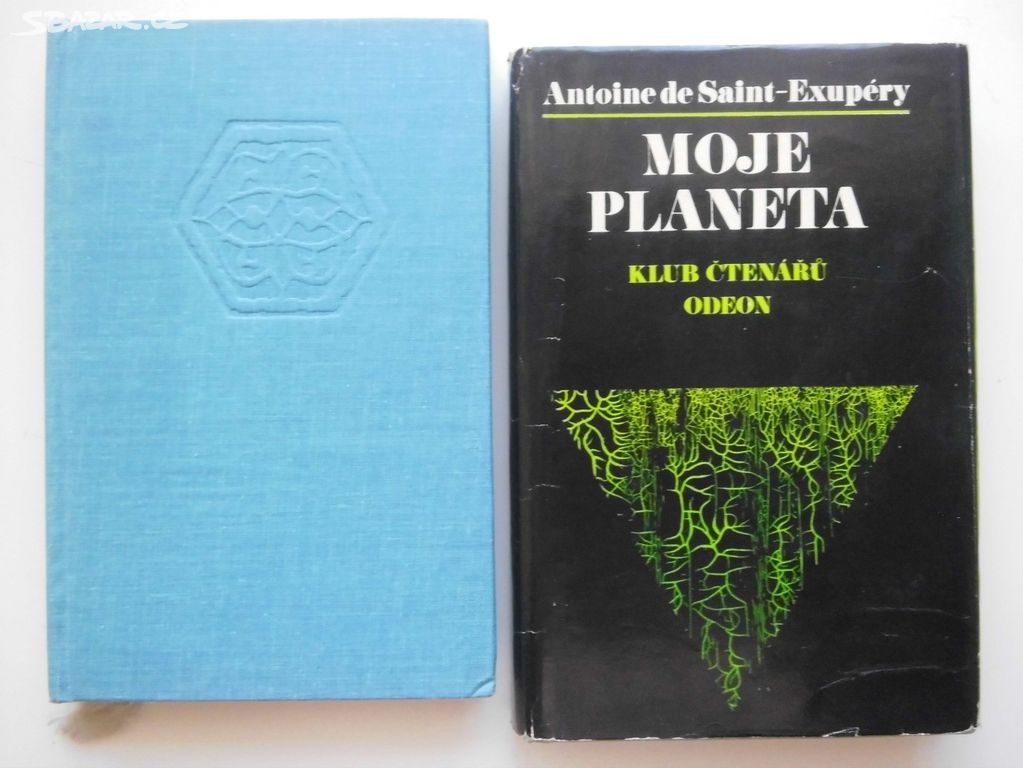 SBAZAR.CZ
Antoine de Saint-Exupéry
MOJE
PLANETA
KLUB ČTENÁŘŮ
ODEON